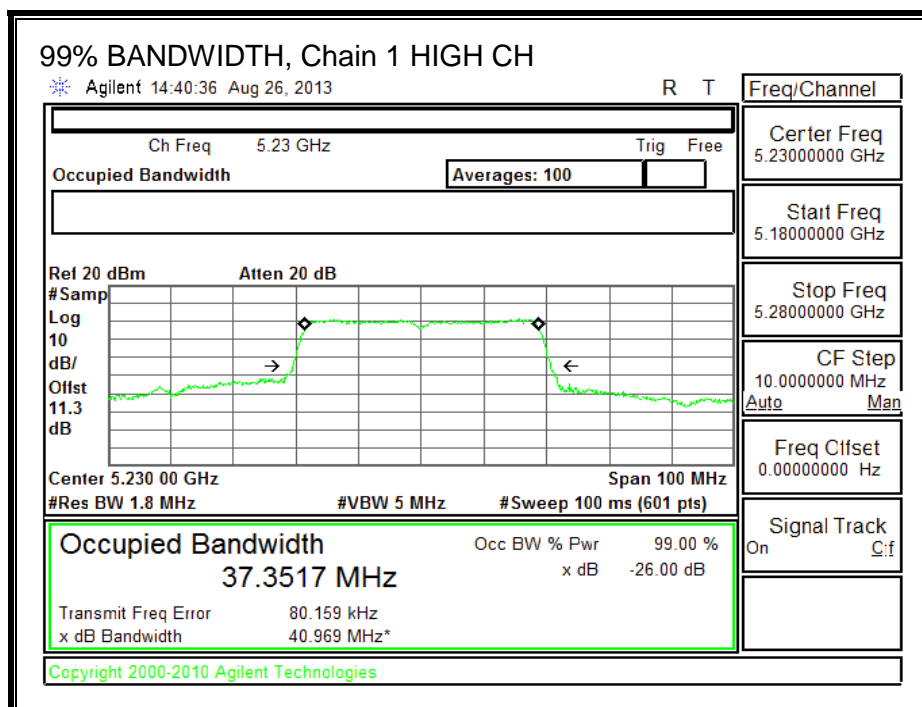 99% BANDWIDTH, Chain 1 HIGH CH
Agilent 14:40:36 Aug 26, 2013 R T
Freq/Channel
Ch Freq 5.23 GHz Trig Free
Occupied Bandwidth Averages: 100
Center Freq
5.23000000 GHz
Start Freq
5.18000000 GHz
Stop Freq
5.28000000 GHz
CF Step
10.0000000 MHz
Auto Man
Freq Offset
0.00000000 Hz
Signal Track
On Off
Ref 20 dBm Atten 20 dB
#Samp
Log
10
dB/
Offst
11.3
dB
Center 5.230 00 GHz Span 100 MHz
#Res BW 1.8 MHz #VBW 5 MHz #Sweep 100 ms (601 pts)
Occupied Bandwidth Occ BW % Pwr 99.00 %
37.3517 MHz x dB -26.00 dB
Transmit Freq Error 80.159 kHz
x dB Bandwidth 40.969 MHz*
Copyright 2000-2010 Agilent Technologies